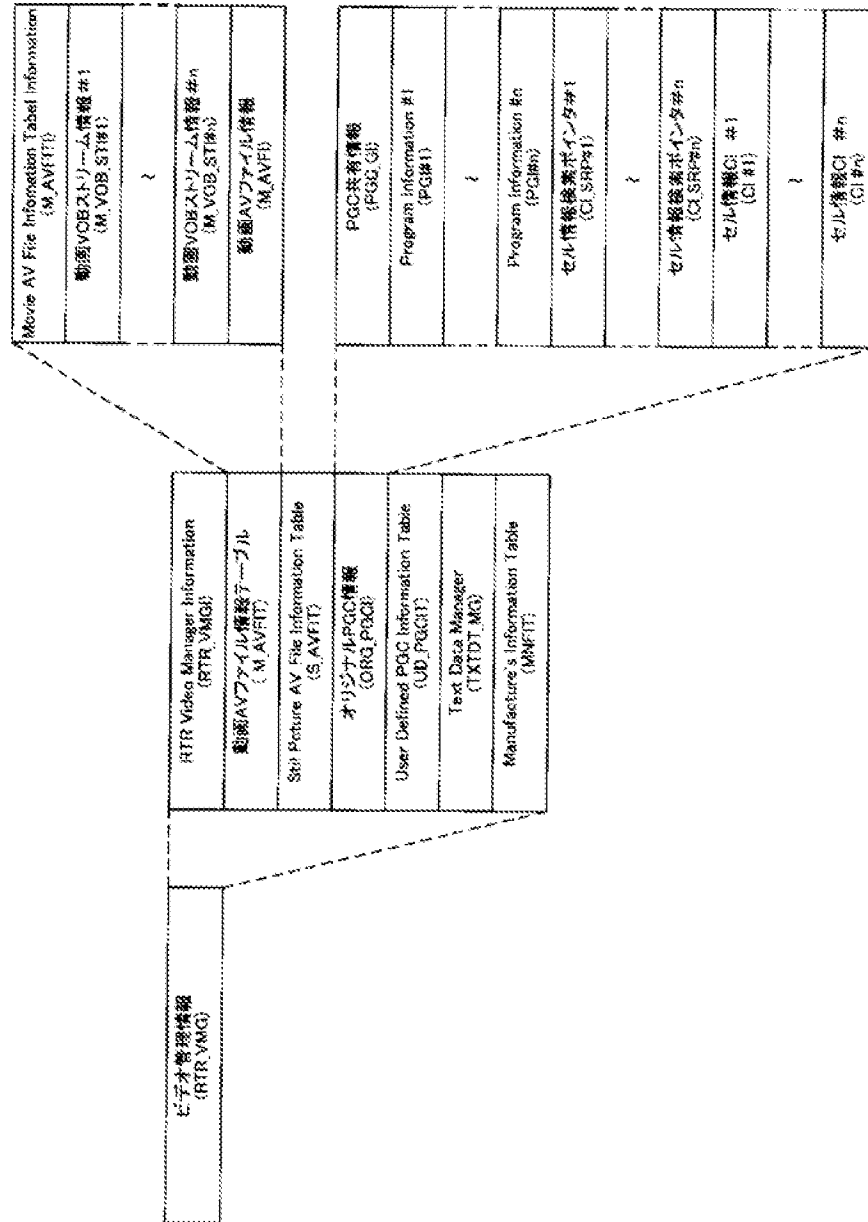 ビデオ管理情報
(RTR_VMG)
RTR Video Manager Information
(RTR_VMGI)
動画AVファイル情報テーブル
( M_AVFIT)
Still Poture AV File Information Table
(S_AVFIT)
オリジナルPGC情報
(ORG_PGCI)
User Defined PGC Information Table
(UD_PGCIT)
Text Data Manager
(TXTDT_MG)
Manufacture's Information Table
(MNFIT)
Movie AV File Infomation Tabel Information
(M_AVFITI)
動画VOBストリーム情報 #1
(M_VOB_STI#1)
~
動画VOBストリーム情報 #n
(M_VOB_STI#n)
動画AVファイル情報
(M_AVFI)
PGC共有情報
(PGC_GI)
Program Information #1
(PGI#1)
~
Program Information #n
(PGI#n)
セル情報検索ポインタ#1
(CI_SRP#1)
~
セル情報検索ポインタ#n
(CI_SRP#n)
セル情報CI #1
(CI #1)
~
セル情報CI #n
(CI #n)